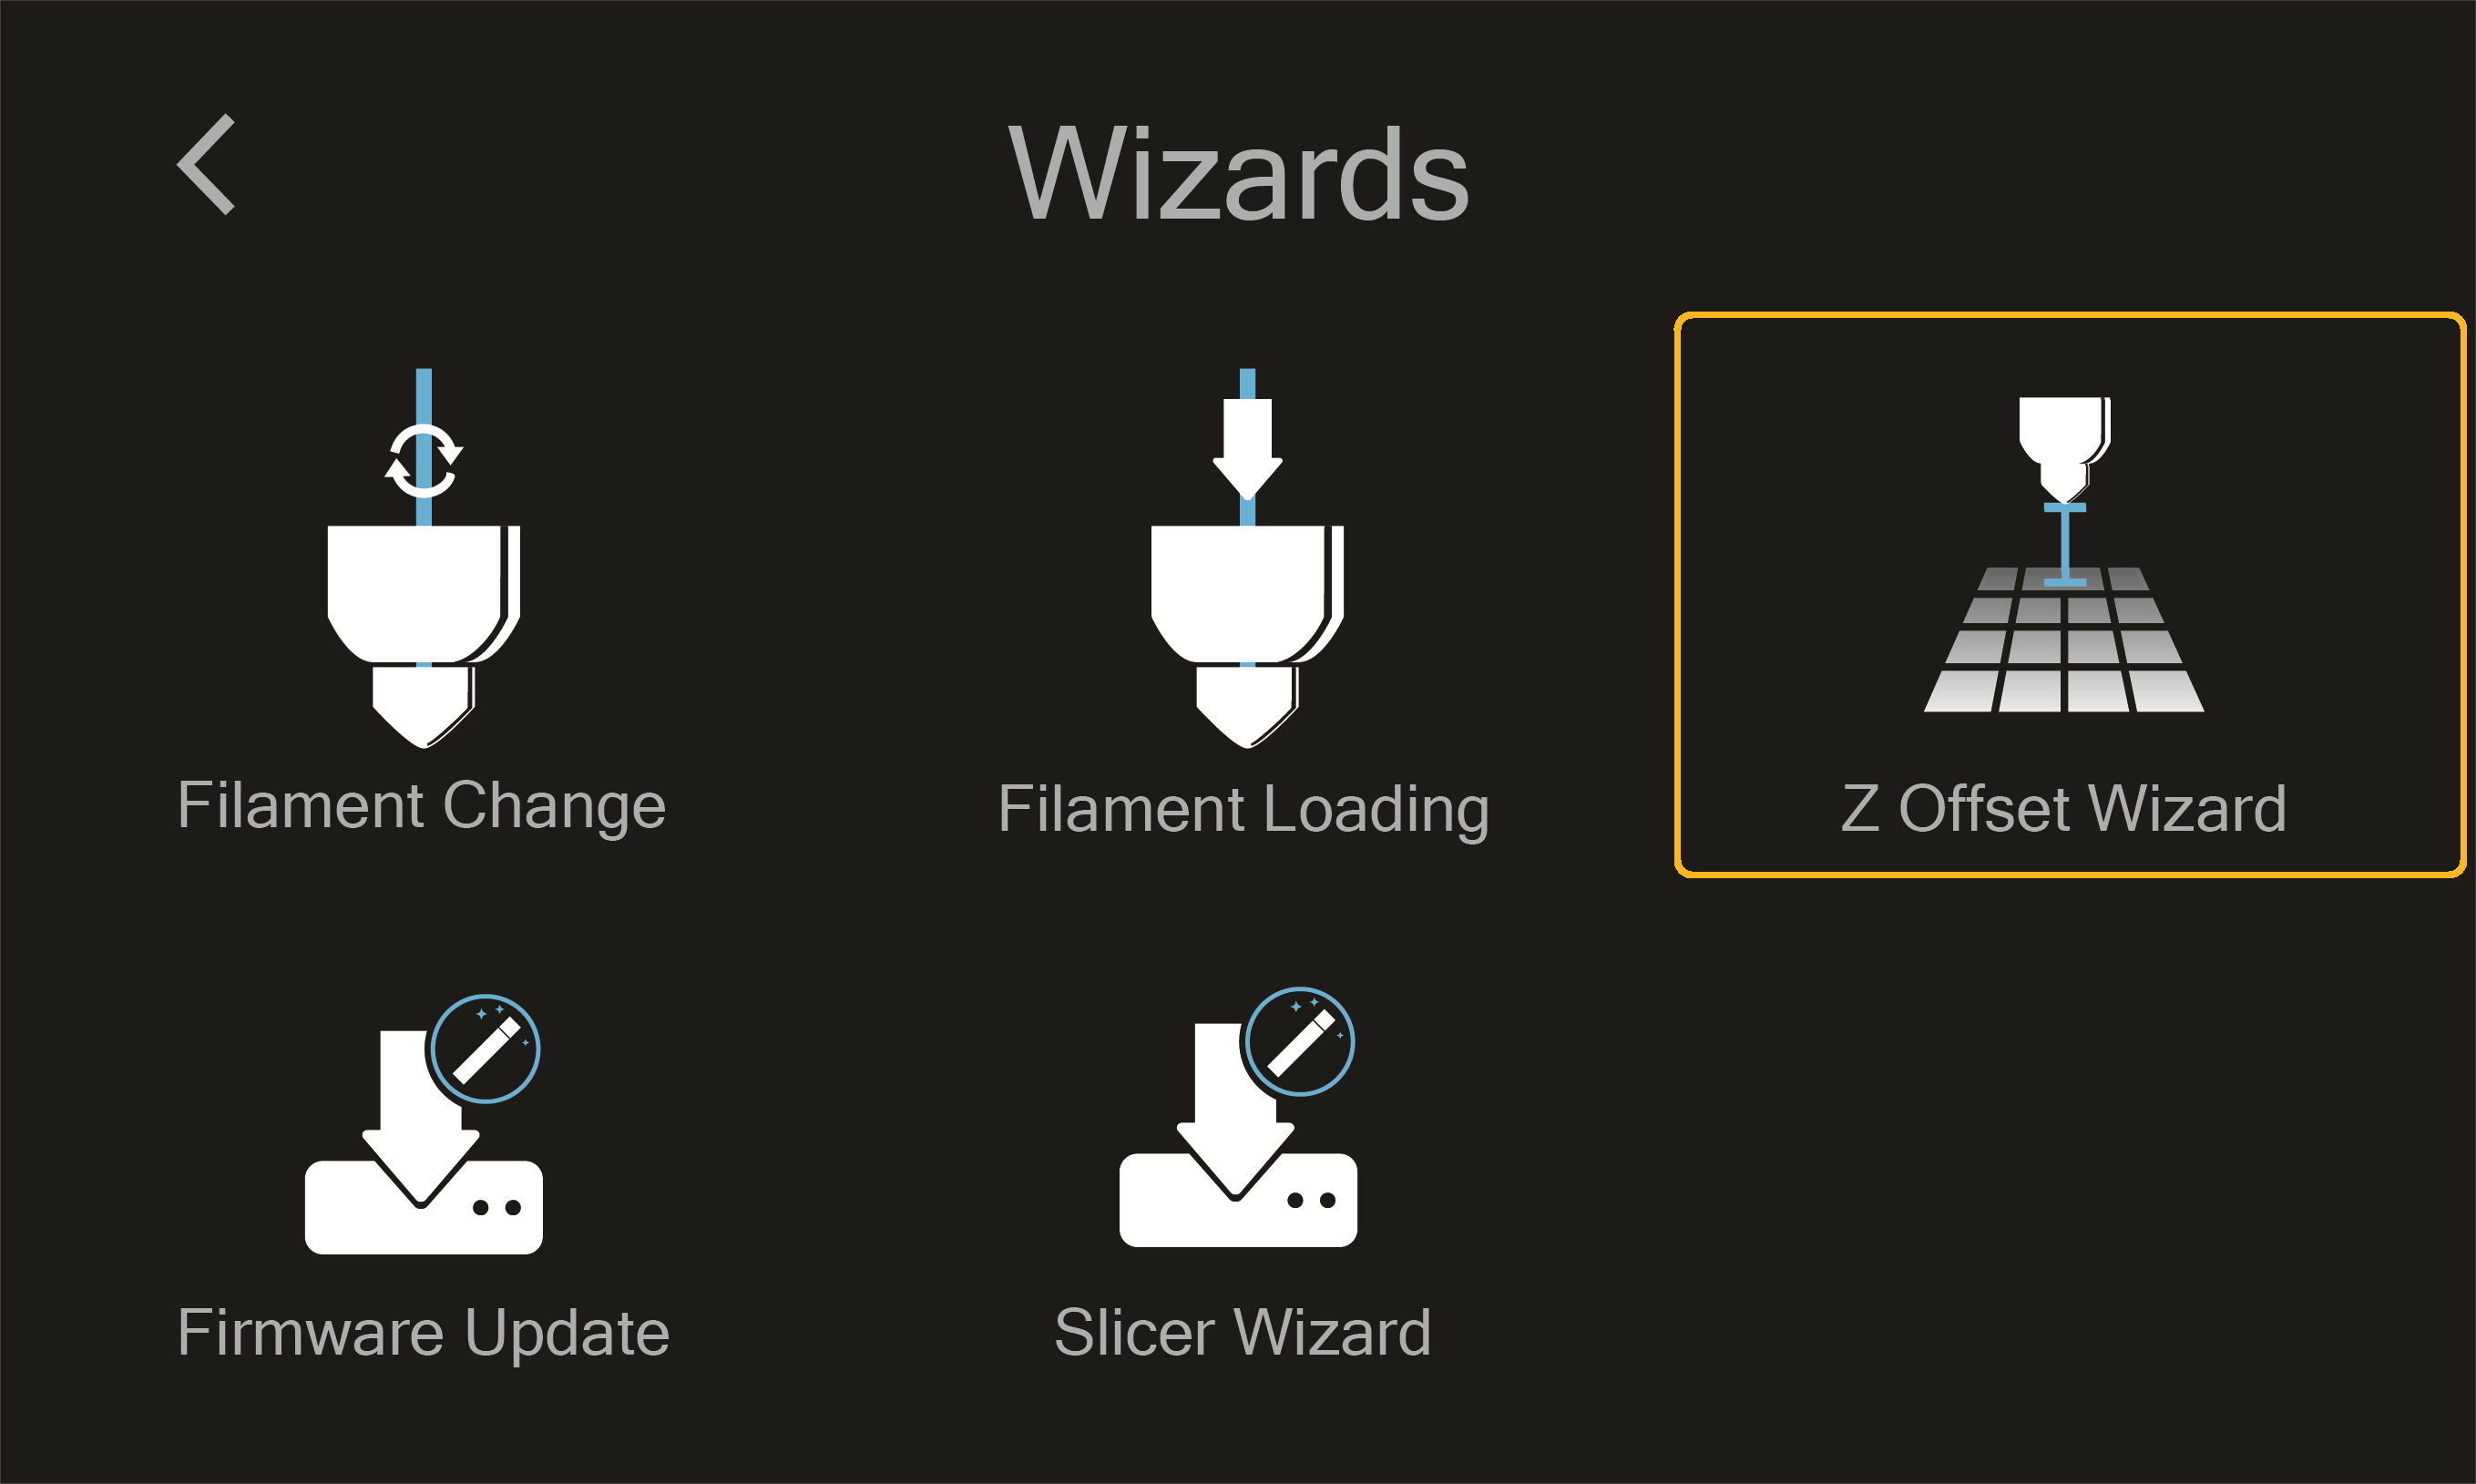 Wizards
Filament Change
Filament Loading
Z Offset Wizard
Firmware Update
Slicer Wizard